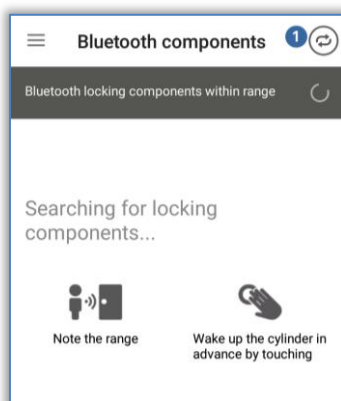 Bluetooth components 1
Bluetooth locking components within range
Searching for locking
components...
Note the range
Wake up the cylinder in
advance by touching